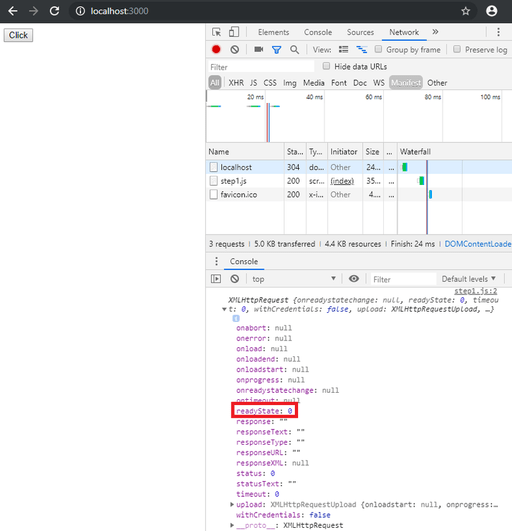 localhost:3000
Click
Elements Console Sources Network »
View: Group by frame Preserve log
Filter Hide data URLs
All XHR JS CSS Img Media Font Doc WS Manifest Other
20 ms 40 ms 60 ms 80 ms 100 ms
Name Sta... Ty... Initiator Size ... Waterfall
localhost 304 do... Other 24... ...
step1.js 200 scr... (index) 35... ...
favicon.ico 200 x-i... Other 4... ...
3 requests 5.0 KB transferred 4.4 KB resources Finish: 24 ms DOMContentLoade
Console
top Filter Default levels
step1.js:2
XMLHttpRequest {onreadystatechange: null, readyState: 0, timeou
t: 0, withCredentials: false, upload: XMLHttpRequestUpload, …}
i
onabort: null
onerror: null
onload: null
onloadend: null
onloadstart: null
onprogress: null
onreadystatechange: null
ontimeout: null
readyState: 0
response: ""
responseText: ""
responseType: ""
responseURL: ""
responseXML: null
status: 0
statusText: ""
timeout: 0
upload: XMLHttpRequestUpload {onloadstart: null, onprogress:…
withCredentials: false
__proto__: XMLHttpRequest